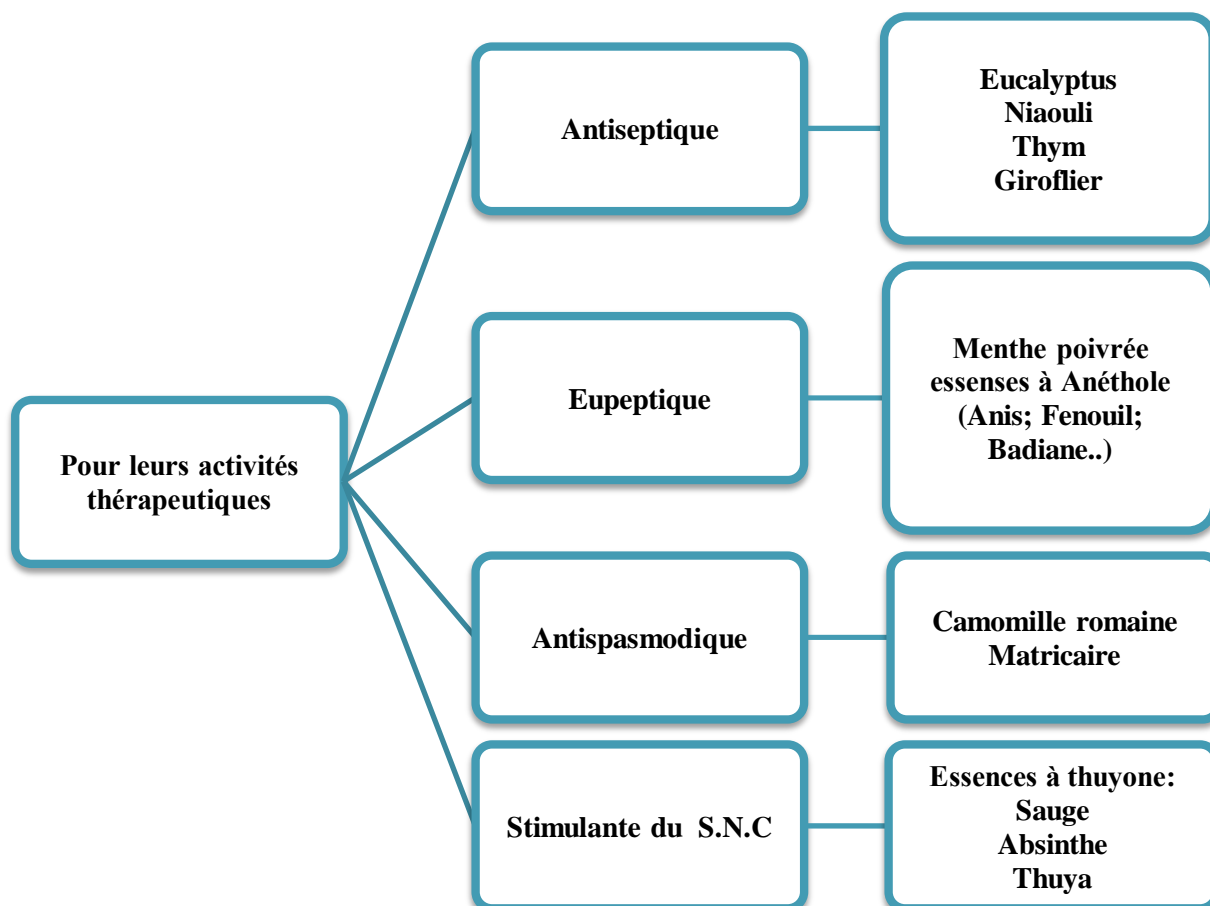 Pour leurs activités
thérapeutiques
Antiseptique
Eucalyptus
Niaouli
Thym
Giroflier
Eupeptique
Menthe poivrée
essenses à Anéthole
(Anis; Fenouil;
Badiane..)
Antispasmodique
Camomille romaine
Matricaire
Stimulante du S.N.C
Essences à thuyone:
Sauge
Absinthe
Thuya